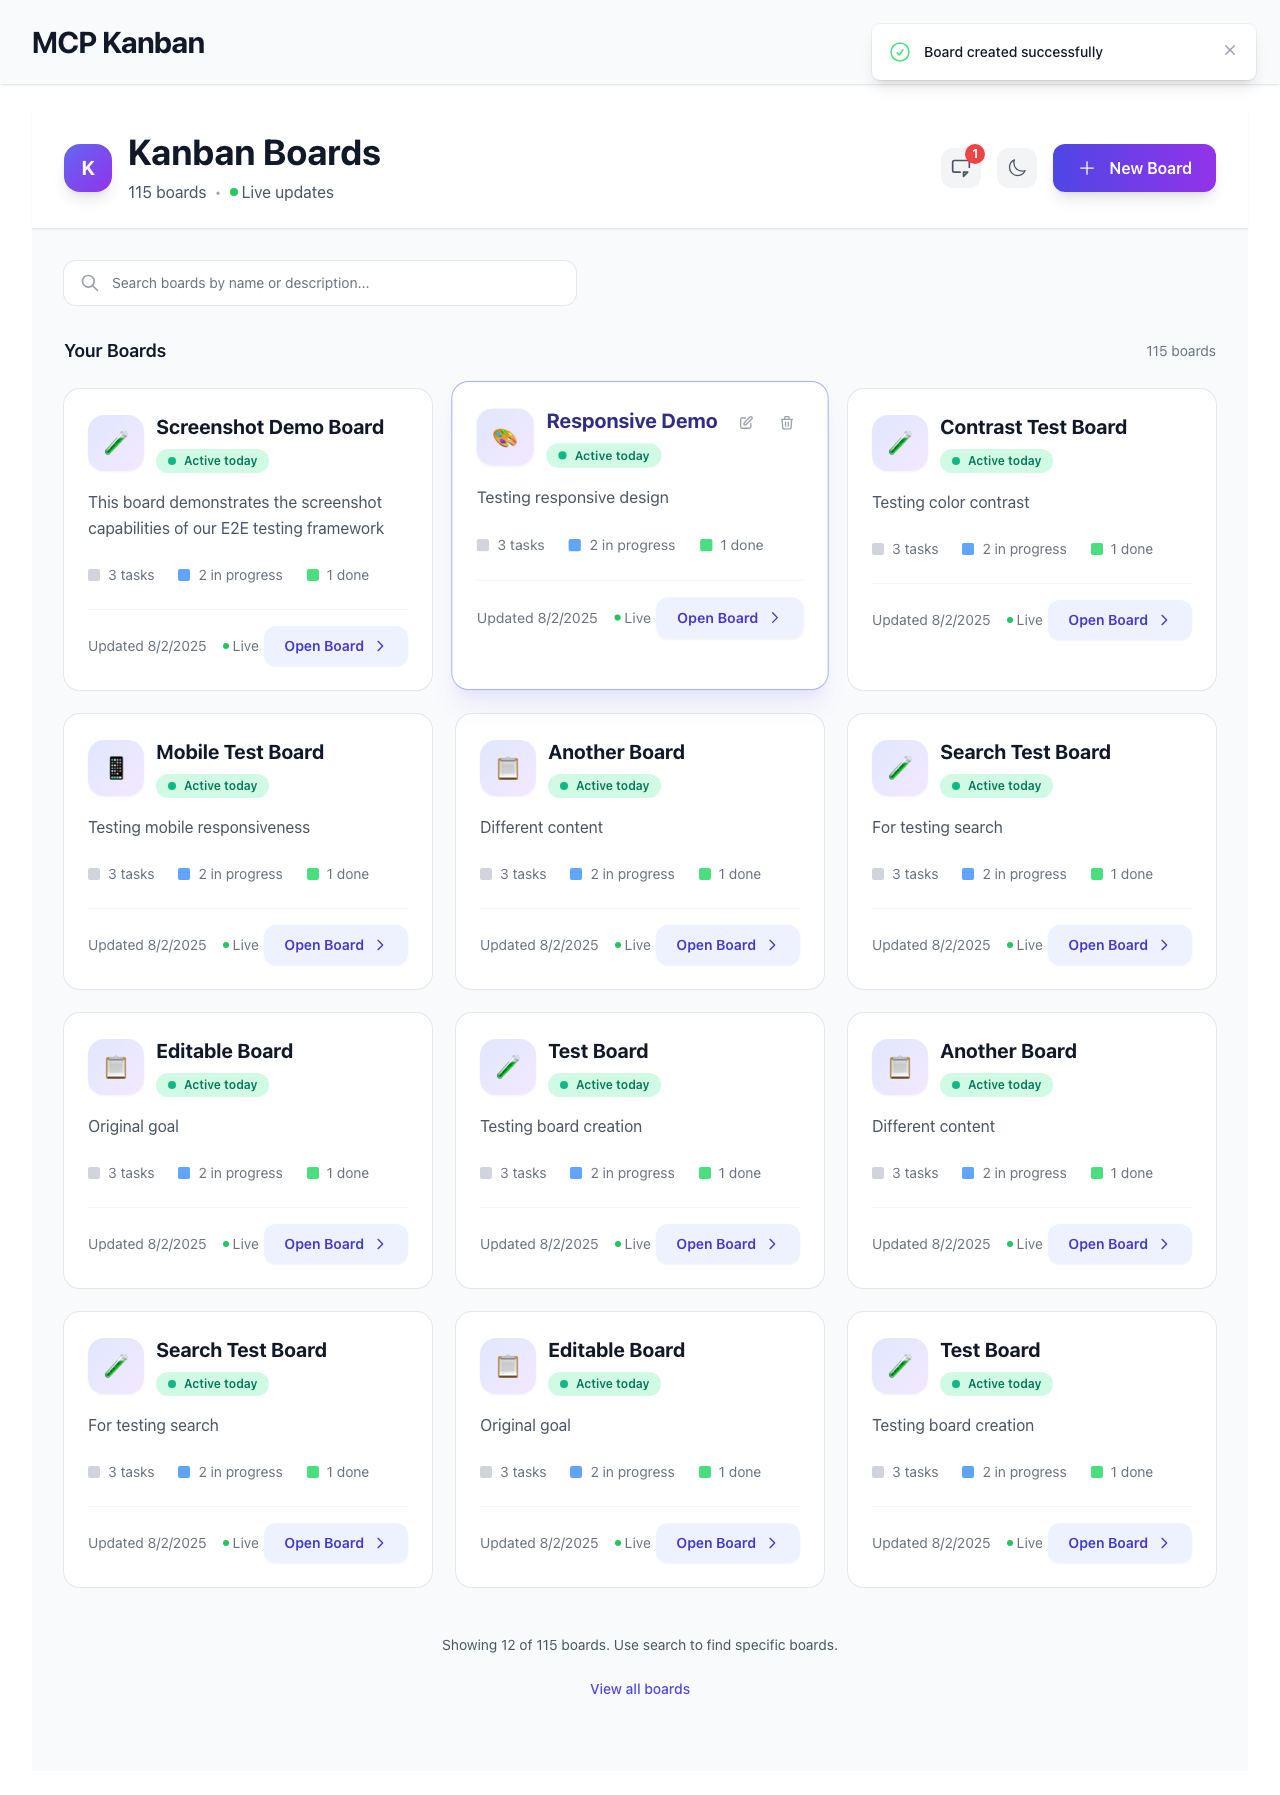 MCP Kanban
Board created successfully
K
Kanban Boards
115 boards • Live updates
1
New Board
Search boards by name or description...
Your Boards
115 boards
Screenshot Demo Board
Active today
This board demonstrates the screenshot
capabilities of our E2E testing framework
3 tasks 2 in progress 1 done
Updated 8/2/2025 Live Open Board
Responsive Demo
Active today
Testing responsive design
3 tasks 2 in progress 1 done
Updated 8/2/2025 Live Open Board
Contrast Test Board
Active today
Testing color contrast
3 tasks 2 in progress 1 done
Updated 8/2/2025 Live Open Board
Mobile Test Board
Active today
Testing mobile responsiveness
3 tasks 2 in progress 1 done
Updated 8/2/2025 Live Open Board
Another Board
Active today
Different content
3 tasks 2 in progress 1 done
Updated 8/2/2025 Live Open Board
Search Test Board
Active today
For testing search
3 tasks 2 in progress 1 done
Updated 8/2/2025 Live Open Board
Editable Board
Active today
Original goal
3 tasks 2 in progress 1 done
Updated 8/2/2025 Live Open Board
Test Board
Active today
Testing board creation
3 tasks 2 in progress 1 done
Updated 8/2/2025 Live Open Board
Another Board
Active today
Different content
3 tasks 2 in progress 1 done
Updated 8/2/2025 Live Open Board
Search Test Board
Active today
For testing search
3 tasks 2 in progress 1 done
Updated 8/2/2025 Live Open Board
Editable Board
Active today
Original goal
3 tasks 2 in progress 1 done
Updated 8/2/2025 Live Open Board
Test Board
Active today
Testing board creation
3 tasks 2 in progress 1 done
Updated 8/2/2025 Live Open Board
Showing 12 of 115 boards. Use search to find specific boards.
View all boards